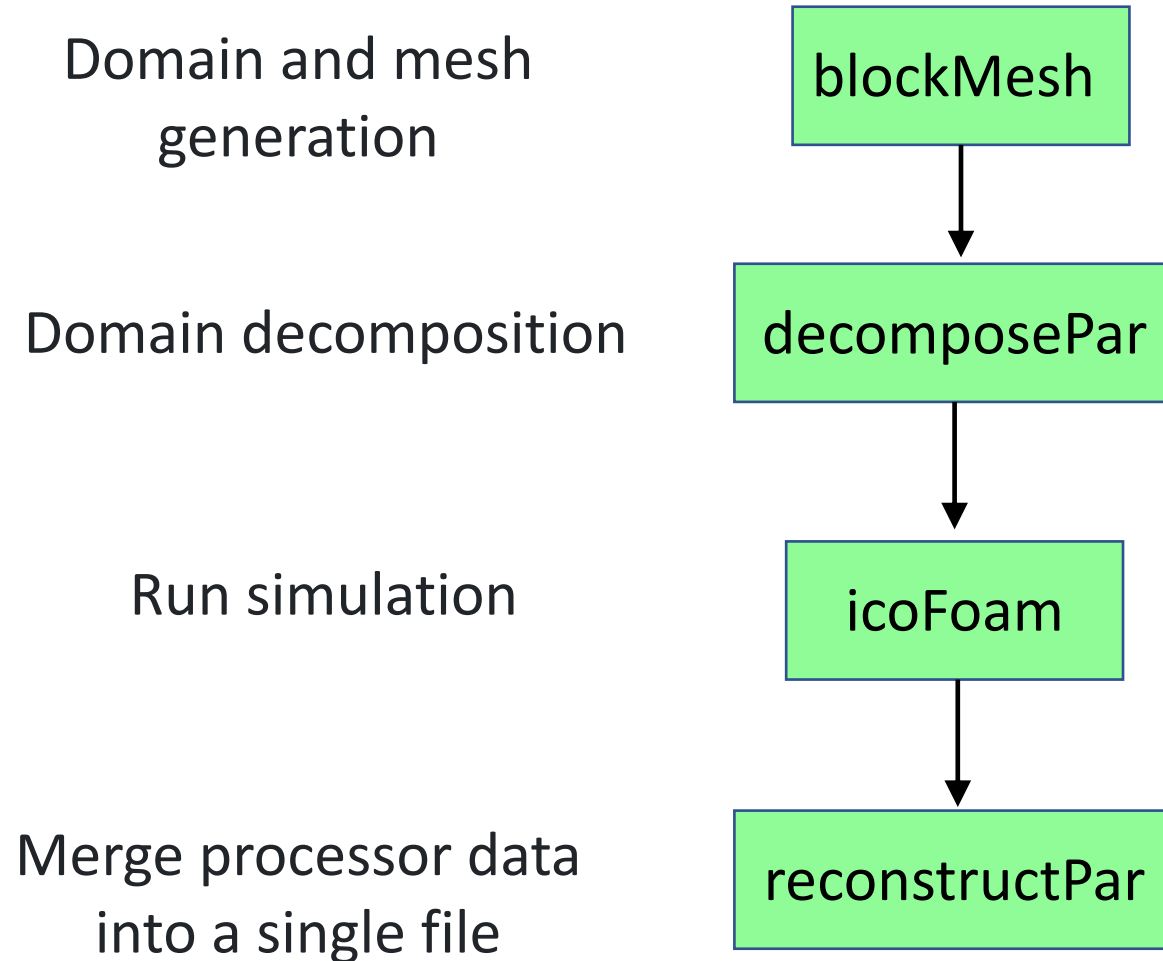 Domain and mesh
generation
blockMesh
Domain decomposition
decomposePar
Run simulation
icoFoam
Merge processor data
into a single file
reconstructPar